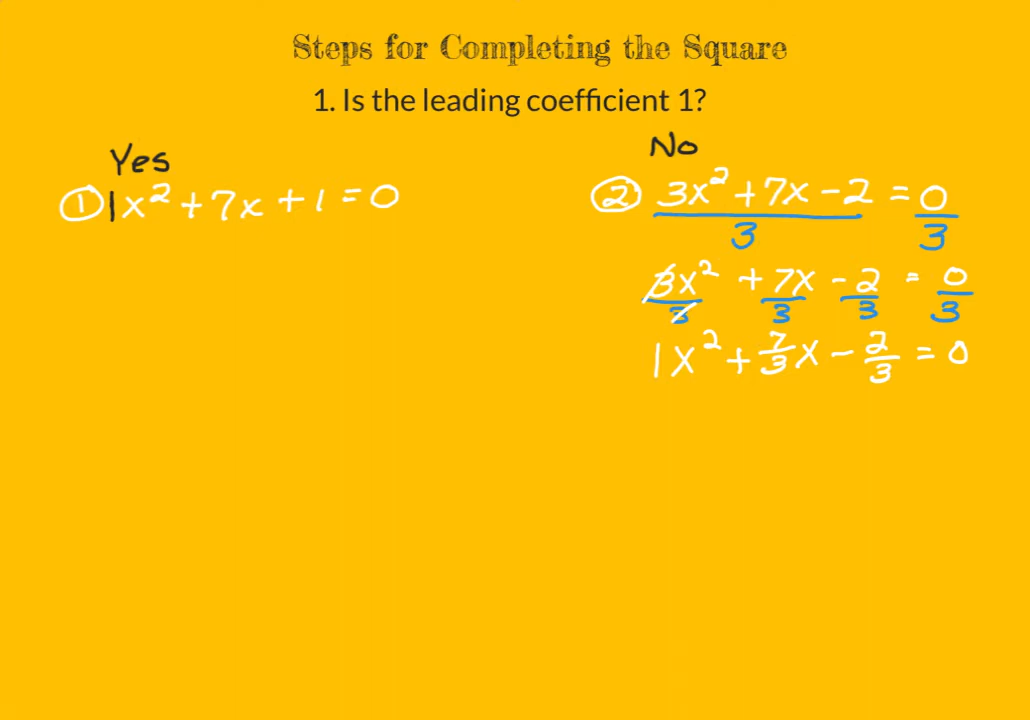 Steps for Completing the Square
1. Is the leading coefficient 1?
Yes
① 1x² + 7x + 1 = 0
No
② 3x² + 7x - 2 = 0
3 3
3x² + 7x - 2 = 0
3 3 3 3
1x² + 7/3 x - 2/3 = 0